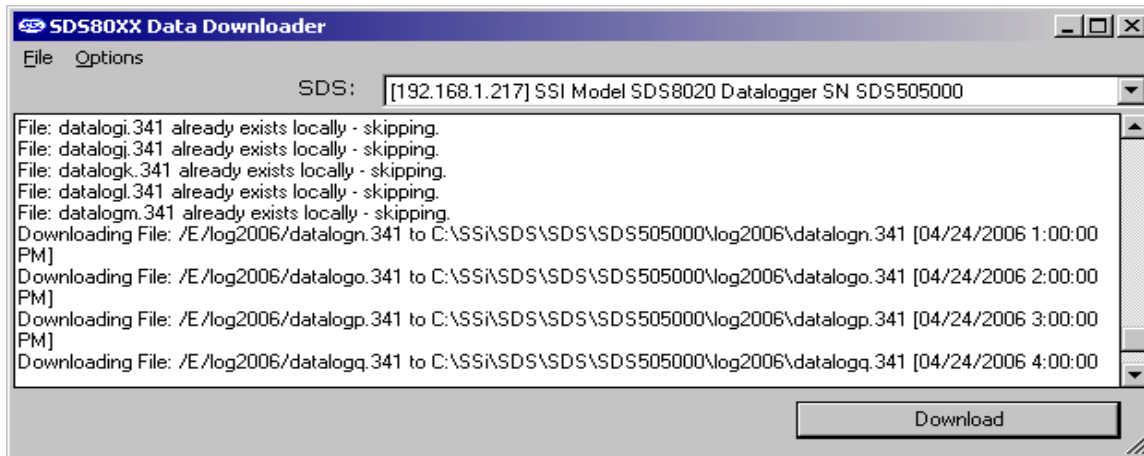 SDS80XX Data Downloader
File Options
SDS: [192.168.1.217] SSI Model SDS8020 Datalogger SN SDS505000
File: datalogi.341 already exists locally - skipping.
File: datalogj.341 already exists locally - skipping.
File: datalogk.341 already exists locally - skipping.
File: datalogl.341 already exists locally - skipping.
File: datalogm.341 already exists locally - skipping.
Downloading File: /E/log2006/datalogn.341 to C:\SSi\SDS\SDS\SDS505000\log2006\datalogn.341 [04/24/2006 1:00:00
PM]
Downloading File: /E/log2006/datalogo.341 to C:\SSi\SDS\SDS\SDS505000\log2006\datalogo.341 [04/24/2006 2:00:00
PM]
Downloading File: /E/log2006/datalogp.341 to C:\SSi\SDS\SDS\SDS505000\log2006\datalogp.341 [04/24/2006 3:00:00
PM]
Downloading File: /E/log2006/datalogq.341 to C:\SSi\SDS\SDS\SDS505000\log2006\datalogq.341 [04/24/2006 4:00:00
Download